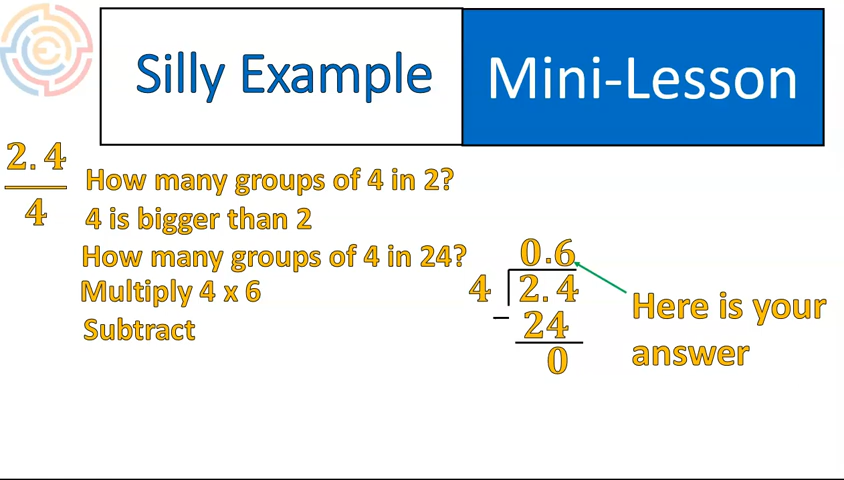 Silly Example
Mini-Lesson
2.4
4
How many groups of 4 in 2?
4 is bigger than 2
How many groups of 4 in 24?
Multiply 4 x 6
Subtract
0.6
4 2.4
– 24
0
Here is your
answer